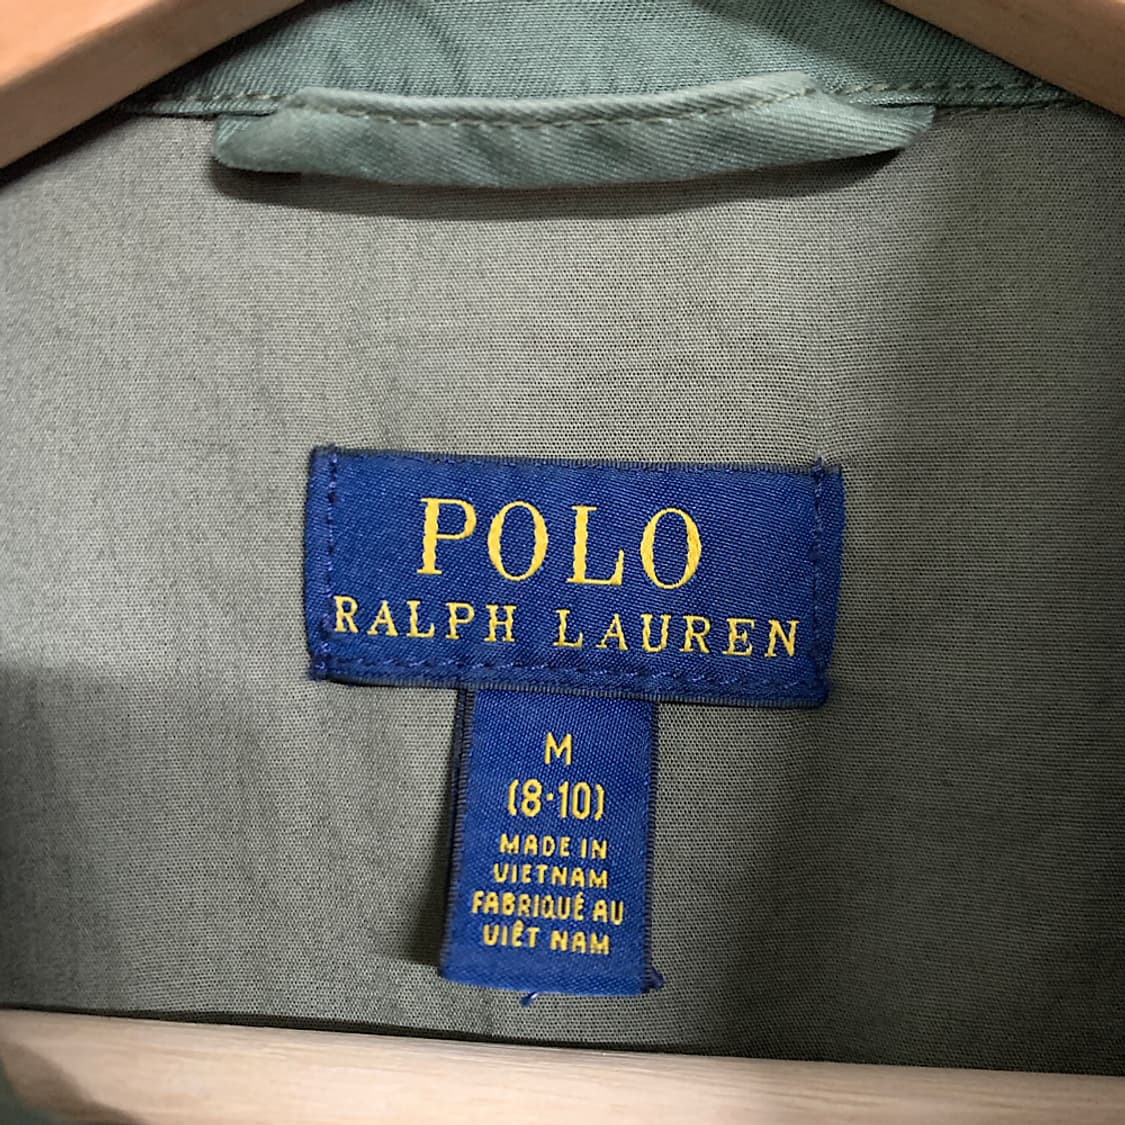 POLO
RALPH LAUREN
M
(8-10)
MADE IN
VIETNAM
FABRIQUÉ AU
VIÊT NAM